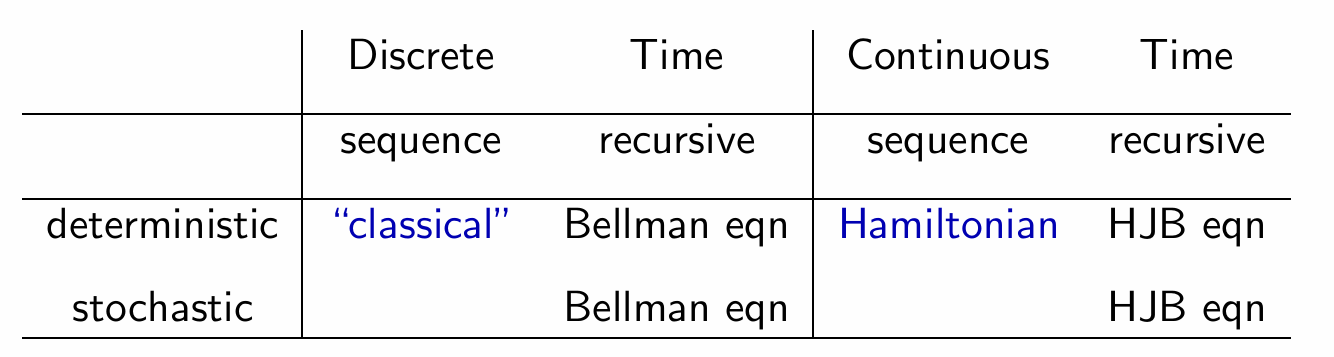 Discrete Time Continuous Time
sequence recursive sequence recursive
deterministic “classical” Bellman eqn Hamiltonian HJB eqn
stochastic Bellman eqn HJB eqn